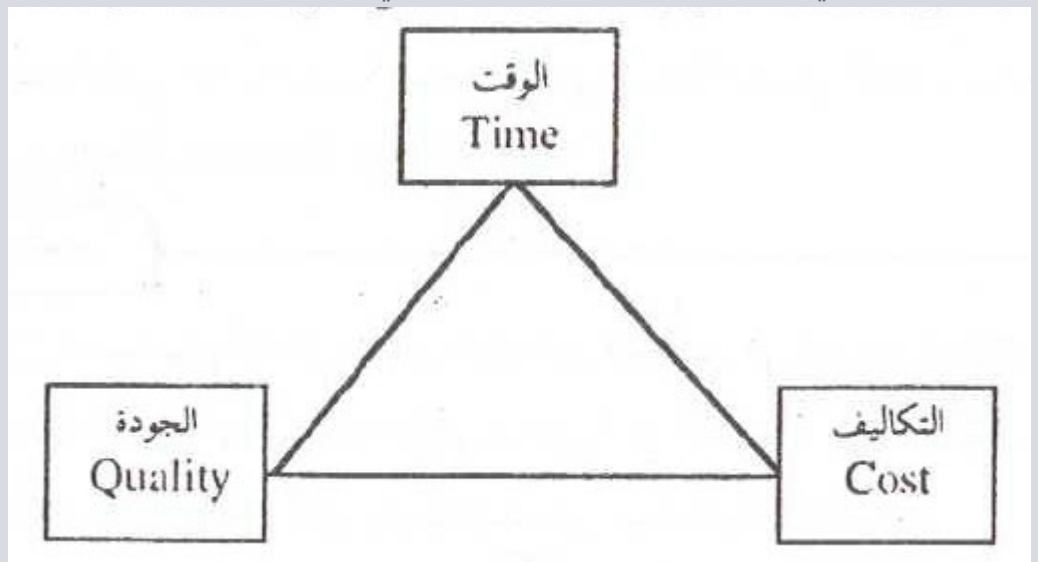 الوقت
Time
الجودة
Quality
التكاليف
Cost